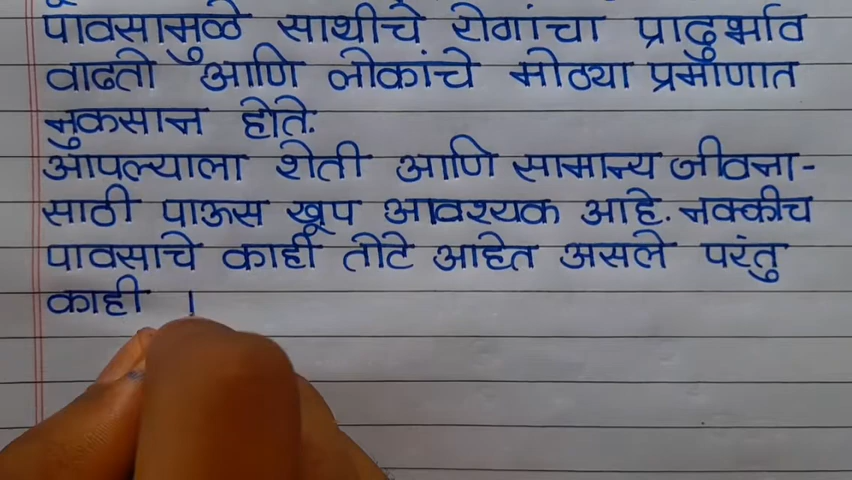 पावसामुळे साथीचे रोगांचा प्रादुर्भाव
वाढतो आणि लोकांचे मोठ्या प्रमाणात
नुकसान होते.
आपल्याला शेती आणि सामान्य जीवना-
साठी पाऊस खूप आवश्यक आहे. नक्कीच
पावसाचे काही तोटे आहेत असले परंतु
काही ।